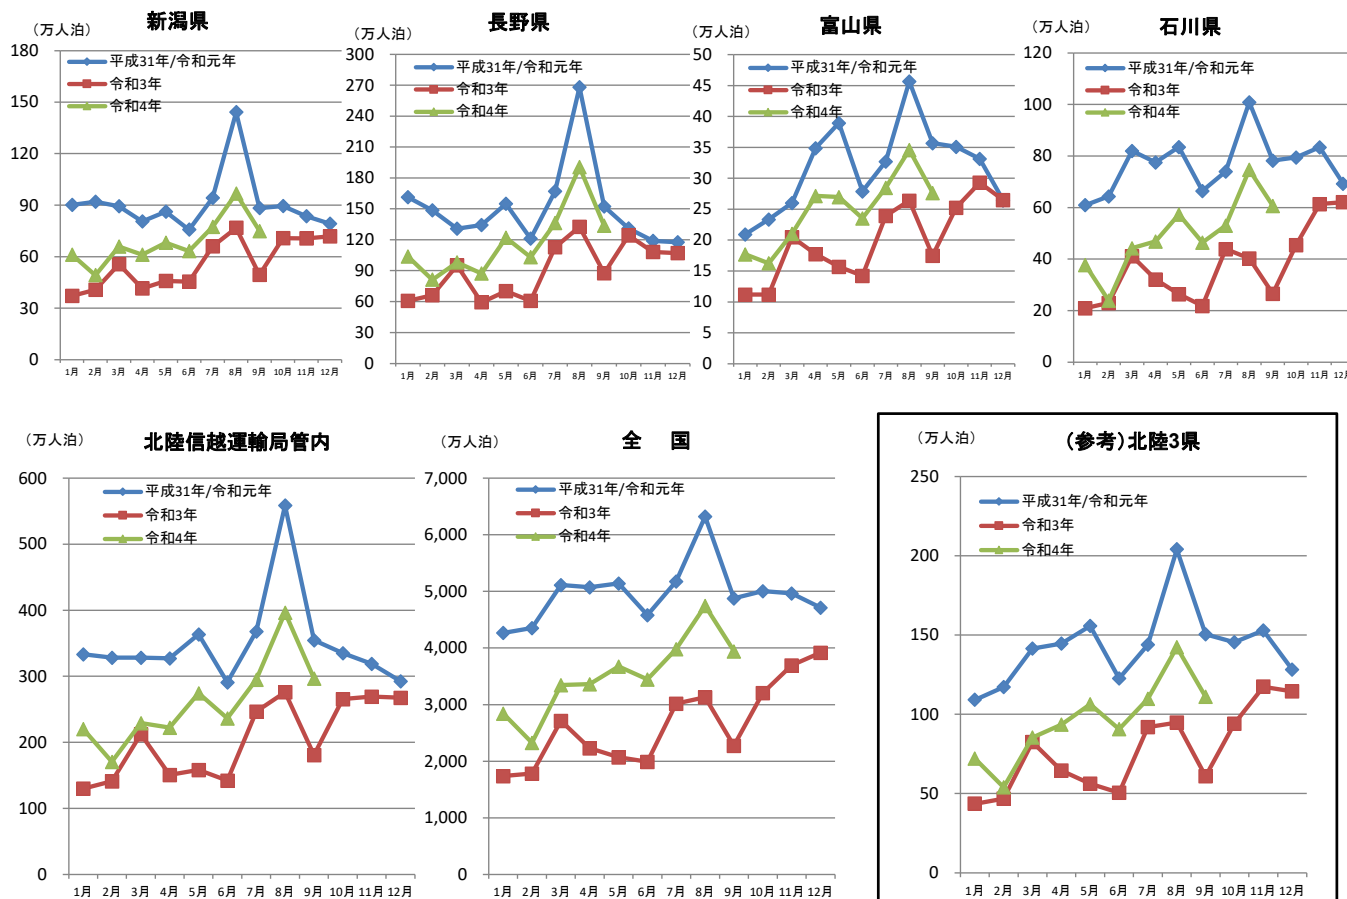 新潟県
（万人泊）
180
150
120
90
60
30
0
平成31年/令和元年
令和3年
令和4年
1月 2月 3月 4月 5月 6月 7月 8月 9月 10月 11月 12月
長野県
（万人泊）
300
270
240
210
180
150
120
90
60
30
0
平成31年/令和元年
令和3年
令和4年
1月 2月 3月 4月 5月 6月 7月 8月 9月 10月 11月 12月
富山県
（万人泊）
50
45
40
35
30
25
20
15
10
5
0
平成31年/令和元年
令和3年
令和4年
1月 2月 3月 4月 5月 6月 7月 8月 9月 10月 11月 12月
石川県
（万人泊）
120
100
80
60
40
20
0
平成31年/令和元年
令和3年
令和4年
1月 2月 3月 4月 5月 6月 7月 8月 9月 10月 11月 12月
北陸信越運輸局管内
（万人泊）
600
500
400
300
200
100
0
平成31年/令和元年
令和3年
令和4年
1月 2月 3月 4月 5月 6月 7月 8月 9月 10月 11月 12月
全 国
（万人泊）
7,000
6,000
5,000
4,000
3,000
2,000
1,000
0
平成31年/令和元年
令和3年
令和4年
1月 2月 3月 4月 5月 6月 7月 8月 9月 10月 11月 12月
(参考)北陸3県
（万人泊）
250
200
150
100
50
0
平成31年/令和元年
令和3年
令和4年
1月 2月 3月 4月 5月 6月 7月 8月 9月 10月 11月 12月